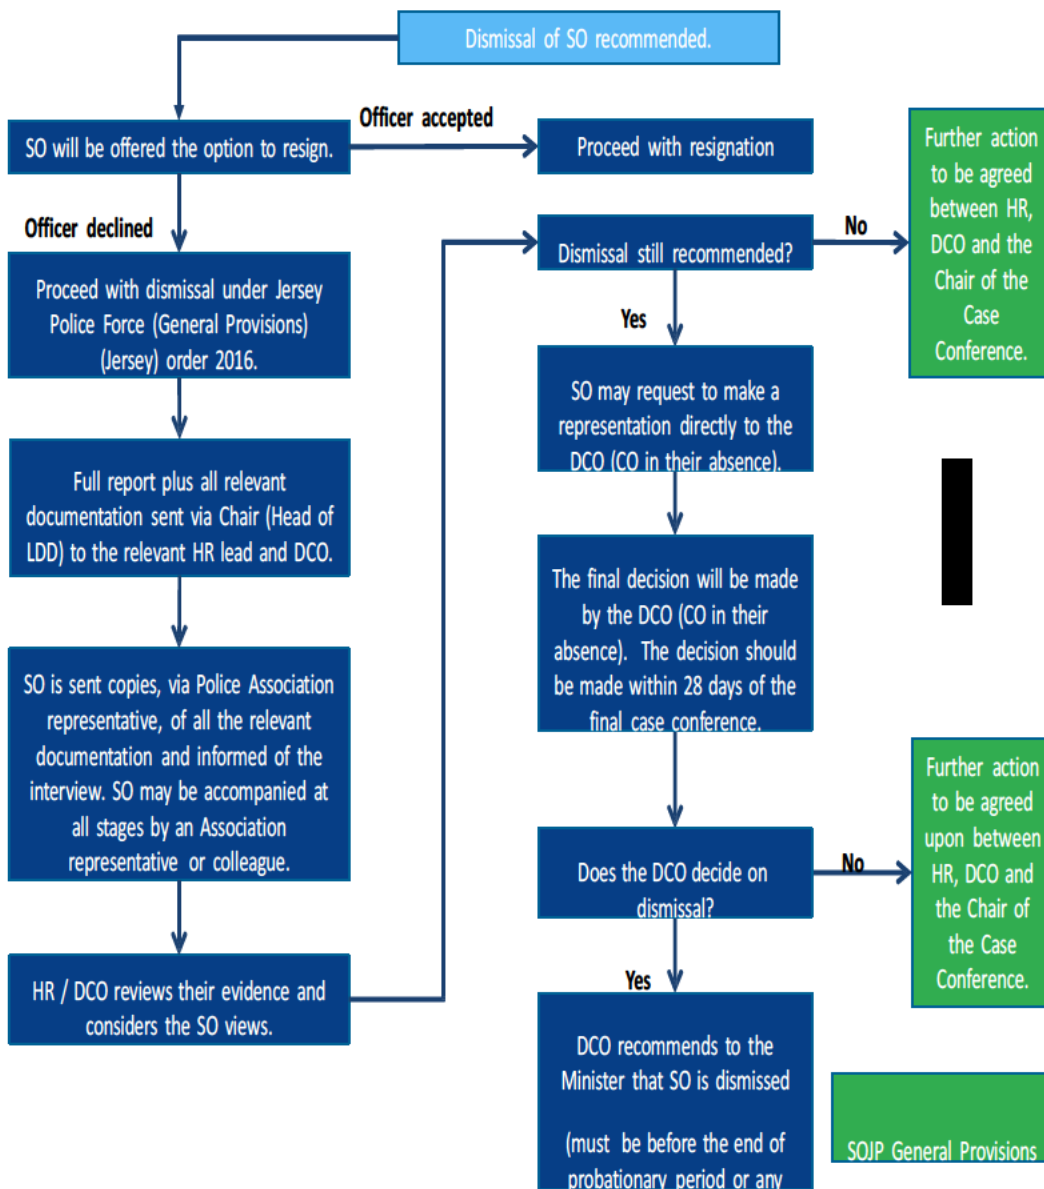 Dismissal of SO recommended.
SO will be offered the option to resign.
Officer accepted
Proceed with resignation
Officer declined
Proceed with dismissal under Jersey
Police Force (General Provisions)
(Jersey) order 2016.
Full report plus all relevant
documentation sent via Chair (Head of
LDD) to the relevant HR lead and DCO.
SO is sent copies, via Police Association
representative, of all the relevant
documentation and informed of the
interview. SO may be accompanied at
all stages by an Association
representative or colleague.
HR / DCO reviews their evidence and
considers the SO views.
Dismissal still recommended?
No
Further action
to be agreed
between HR,
DCO and the
Chair of the
Case
Conference.
Yes
SO may request to make a
representation directly to the
DCO (CO in their absence).
The final decision will be made
by the DCO (CO in their
absence). The decision should
be made within 28 days of the
final case conference.
Does the DCO decide on
dismissal?
No
Further action
to be agreed
upon between
HR, DCO and
the Chair of
the Case
Conference.
Yes
DCO recommends to the
Minister that SO is dismissed
(must be before the end of
probationary period or any
SOJP General Provisions